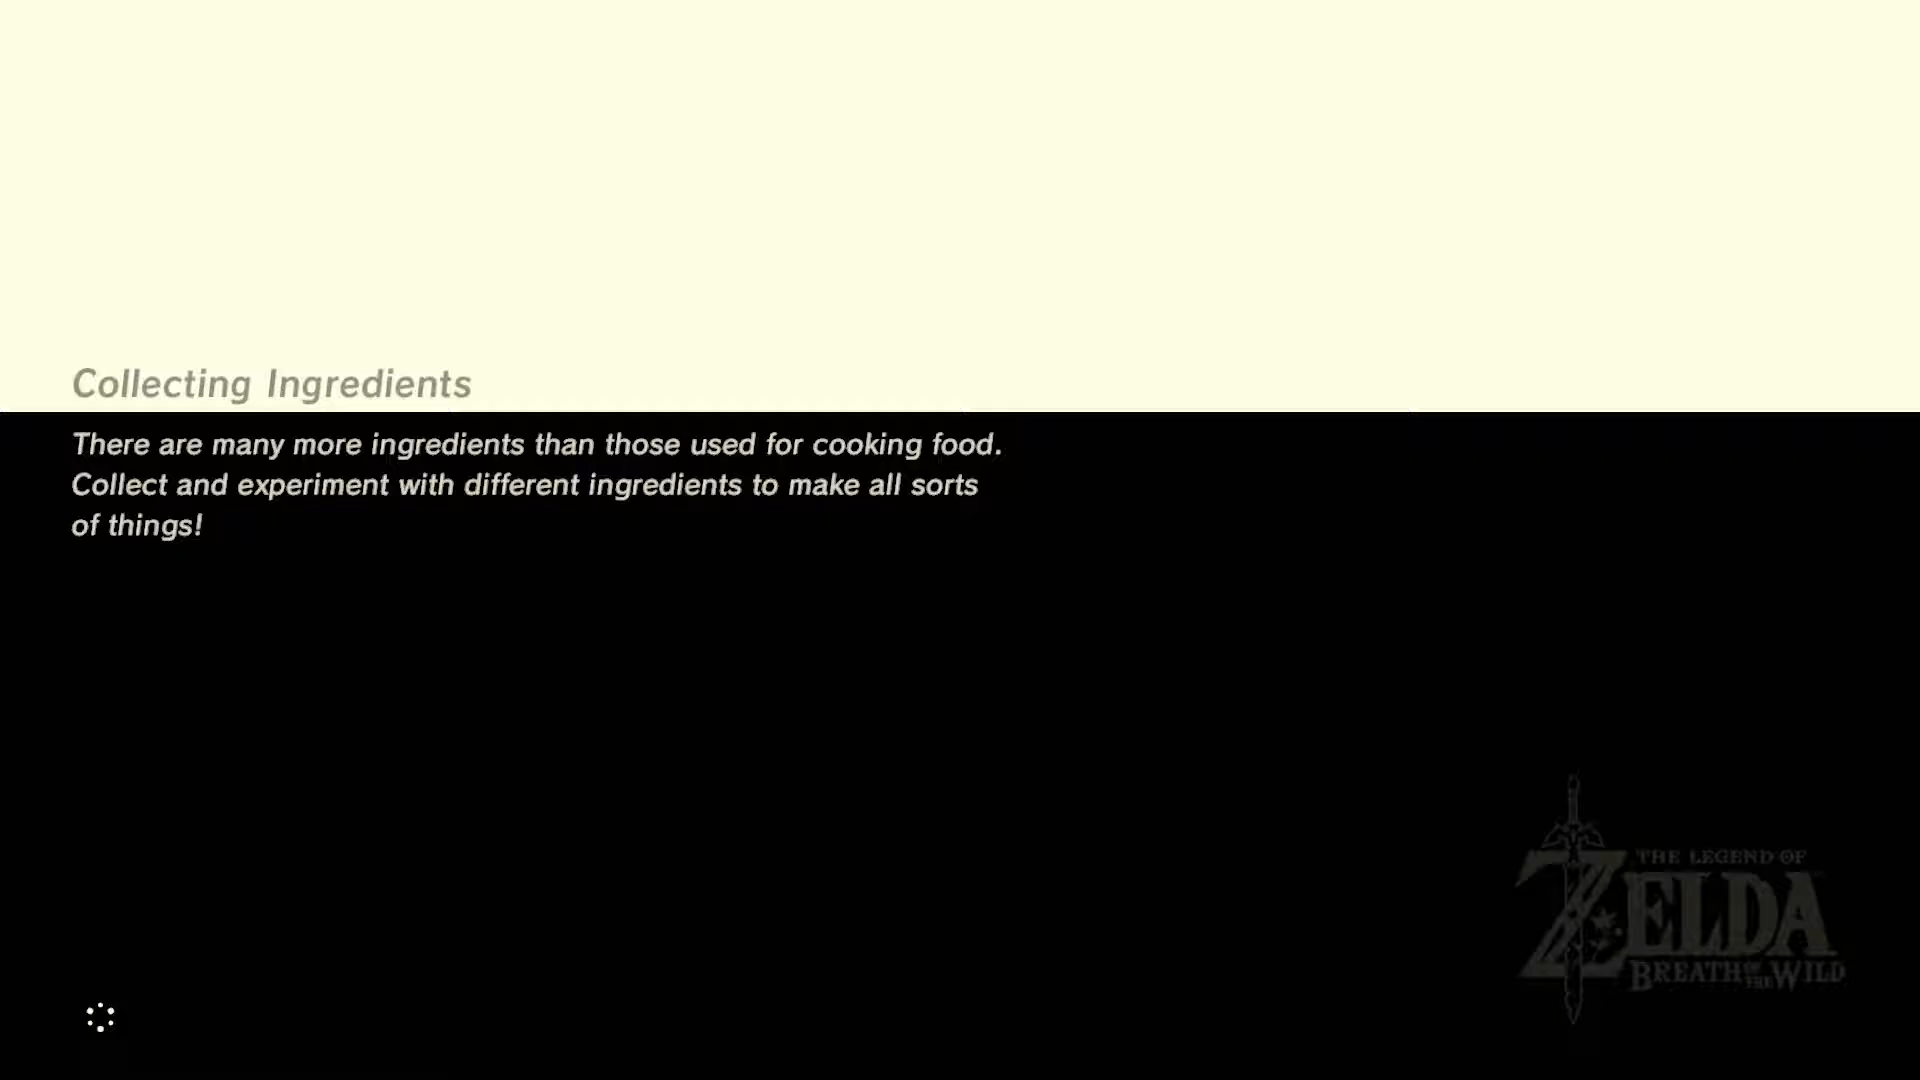 Collecting Ingredients
There are many more ingredients than those used for cooking food.
Collect and experiment with different ingredients to make all sorts
of things!
THE LEGEND OF
ZELDA
BREATH OF THE WILD